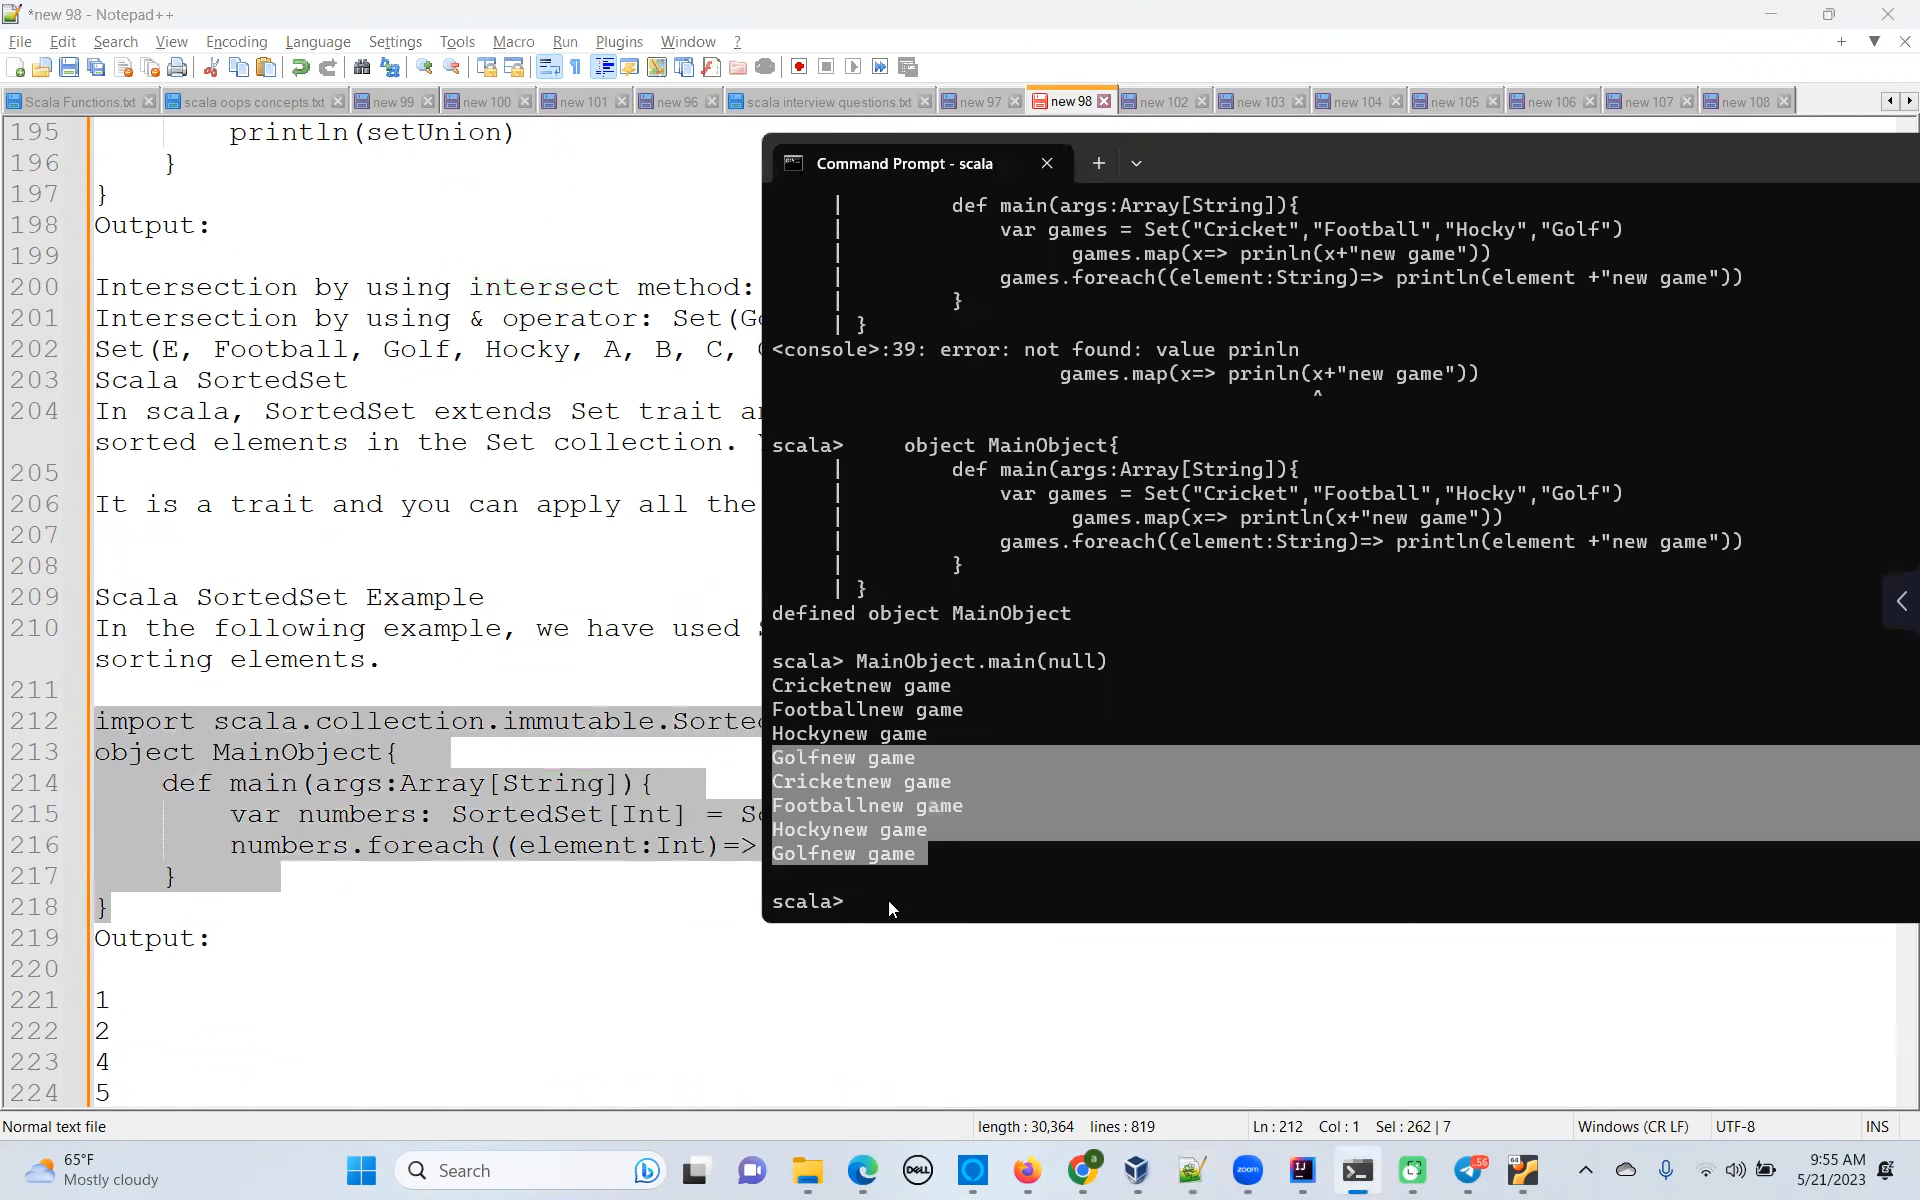 *new 98 - Notepad++
File Edit Search View Encoding Language Settings Tools Macro Run Plugins Window ?
Scala Functions.txt scala oops concepts.txt new 99 new 100 new 101 new 96 scala interview questions.txt new 97 new 98 new 102 new 103 new 104 new 105 new 106 new 107 new 108
195 println(setUnion)
196 }
197 }
198 Output:
199
200 Intersection by using intersect method:
201 Intersection by using & operator: Set(Go
202 Set(E, Football, Golf, Hocky, A, B, C,
203 Scala SortedSet
204 In scala, SortedSet extends Set trait a
sorted elements in the Set collection.
205
206 It is a trait and you can apply all the
207
208
209 Scala SortedSet Example
210 In the following example, we have used
sorting elements.
211
212 import scala.collection.immutable.Sorte
213 object MainObject{
214 def main(args:Array[String]){
215 var numbers: SortedSet[Int] = So
216 numbers.foreach((element:Int)=>
217 }
218 }
219 Output:
220
221 1
222 2
223 4
224 5
Command Prompt - scala
| def main(args:Array[String]){
| var games = Set("Cricket","Football","Hocky","Golf")
| games.map(x=> prinln(x+"new game"))
| games.foreach((element:String)=> println(element +"new game"))
| }
| }
<console>:39: error: not found: value prinln
games.map(x=> prinln(x+"new game"))
^
scala> object MainObject{
| def main(args:Array[String]){
| var games = Set("Cricket","Football","Hocky","Golf")
| games.map(x=> println(x+"new game"))
| games.foreach((element:String)=> println(element +"new game"))
| }
| }
defined object MainObject
scala> MainObject.main(null)
Cricketnew game
Footballnew game
Hockynew game
Golfnew game
Cricketnew game
Footballnew game
Hockynew game
Golfnew game
scala>
Normal text file length : 30,364 lines : 819 Ln : 212 Col : 1 Sel : 262 | 7 Windows (CR LF) UTF-8 INS
65°F
Mostly cloudy
Search
DELL
zoom
IJ
a
56
64
9:55 AM
5/21/2023